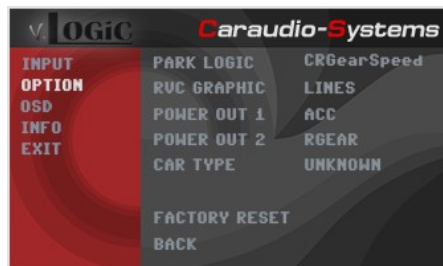 V.LOGiC Caraudio-Systems
INPUT
OPTION
OSD
INFO
EXIT
PARK LOGIC CRGearSpeed
RVC GRAPHIC LINES
POWER OUT 1 ACC
POWER OUT 2 RGEAR
CAR TYPE UNKNOWN
FACTORY RESET
BACK